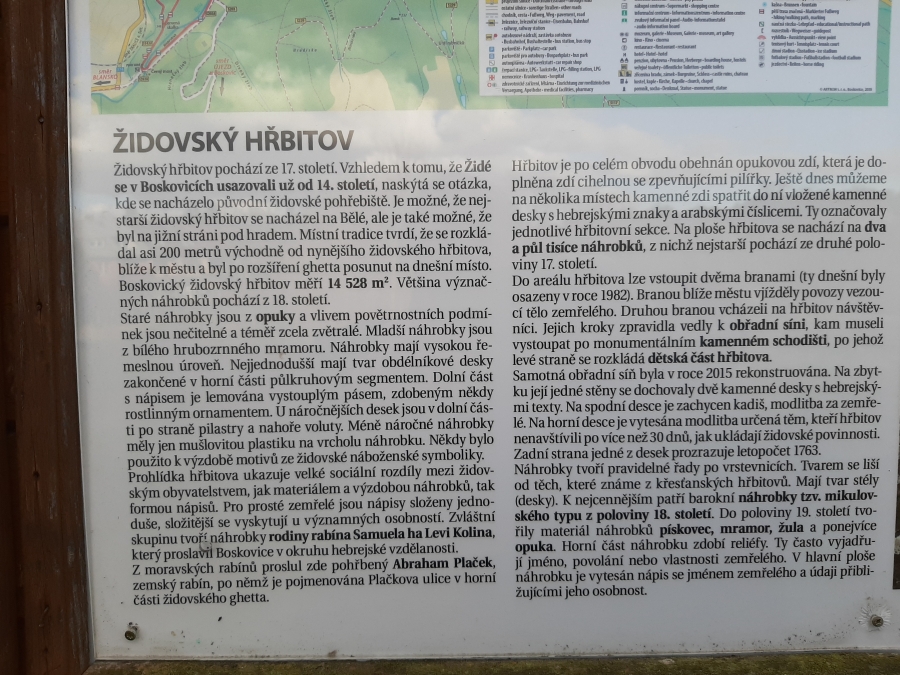 ŽIDOVSKÝ HŘBITOV
Židovský hřbitov pochází ze 17. století. Vzhledem k tomu, že Židé
se v Boskovicích usazovali už od 14. století, naskýtá se otázka,
kde se nacházelo původní židovské pohřebiště. Je možné, že nej-
starší židovský hřbitov se nacházel na Bělé, ale je také možné, že
byl na jižní stráni pod hradem. Místní tradice tvrdí, že se rozklá-
dal asi 200 metrů východně od nynějšího židovského hřbitova,
blíže k městu a byl po rozšíření ghetta posunut na dnešní místo.
Boskovický židovský hřbitov měří 14 528 m². Většina význač-
ných náhrobků pochází z 18. století.
Staré náhrobky jsou z opuky a vlivem povětrnostních podmí-
nek jsou nečitelné a téměř zcela zvětralé. Mladší náhrobky jsou
z bílého hrubozrnného mramoru. Náhrobky mají vysokou ře-
meslnou úroveň. Nejjednodušší mají tvar obdélníkové desky
zakončené v horní části půlkruhovým segmentem. Dolní část
s nápisem je lemována vystouplým pásem, zdobeným někdy
rostlinným ornamentem. U náročnějších desek jsou v dolní čás-
ti po straně pilastry a nahoře voluty. Méně náročné náhrobky
měly jen mušlovitou plastiku na vrcholu náhrobku. Někdy bylo
použito k výzdobě motivů ze židovské náboženské symboliky.
Prohlídka hřbitova ukazuje velké sociální rozdíly mezi židov-
ským obyvatelstvem, jak materiálem a výzdobou náhrobků, tak
formou nápisů. Pro prosté zemřelé jsou nápisy složeny jedno-
duše, složitější se vyskytují u významných osobností. Zvláštní
skupinu tvoří náhrobky rodiny rabína Samuela ha Levi Kolina,
který proslavil Boskovice v okruhu hebrejské vzdělanosti.
Z moravských rabínů proslul zde pohřbený Abraham Plaček,
zemský rabín, po němž je pojmenována Plačkova ulice v horní
části židovského ghetta.
Hřbitov je po celém obvodu obehnán opukovou zdí, která je do-
plněna zdí cihelnou se zpevňujícími pilířky. Ještě dnes můžeme
na několika místech kamenné zdi spatřit do ní vložené kamenné
desky s hebrejskými znaky a arabskými číslicemi. Ty označovaly
jednotlivé hřbitovní sekce. Na ploše hřbitova se nachází na dva
a půl tisíce náhrobků, z nichž nejstarší pochází ze druhé polo-
viny 17. století.
Do areálu hřbitova lze vstoupit dvěma branami (ty dnešní byly
osazeny v roce 1982). Branou blíže městu vjížděly povozy vezou-
cí tělo zemřelého. Druhou branou vcházeli na hřbitov návštěv-
níci. Jejich kroky zpravidla vedly k obřadní síni, kam museli
vystoupat po monumentálním kamenném schodišti, po jehož
levé straně se rozkládá dětská část hřbitova.
Samotná obřadní síň byla v roce 2015 rekonstruována. Na zbyt-
ku její jedné stěny se dochovaly dvě kamenné desky s hebrejský-
mi texty. Na spodní desce je zachycen kadiš, modlitba za zemře-
lé. Na horní desce je vytesána modlitba určená těm, kteří hřbitov
nenavštívili po více než 30 dnů, jak ukládají židovské povinnosti.
Zadní strana jedné z desek prozrazuje letopočet 1763.
Náhrobky tvoří pravidelné řady po vrstevnicích. Tvarem se liší
od těch, které známe z křesťanských hřbitovů. Mají tvar stély
(desky). K nejcennějším patří barokní náhrobky tzv. mikulov-
ského typu z poloviny 18. století. Do poloviny 19. století tvo-
řily materiál náhrobků pískovec, mramor, žula a ponejvíce
opuka. Horní část náhrobku zdobí reliéfy. Ty často vyjadřu-
jí jméno, povolání nebo vlastnosti zemřelého. V hlavní ploše
náhrobku je vytesán nápis se jménem zemřelého a údaji přibli-
žujícími jeho osobnost.